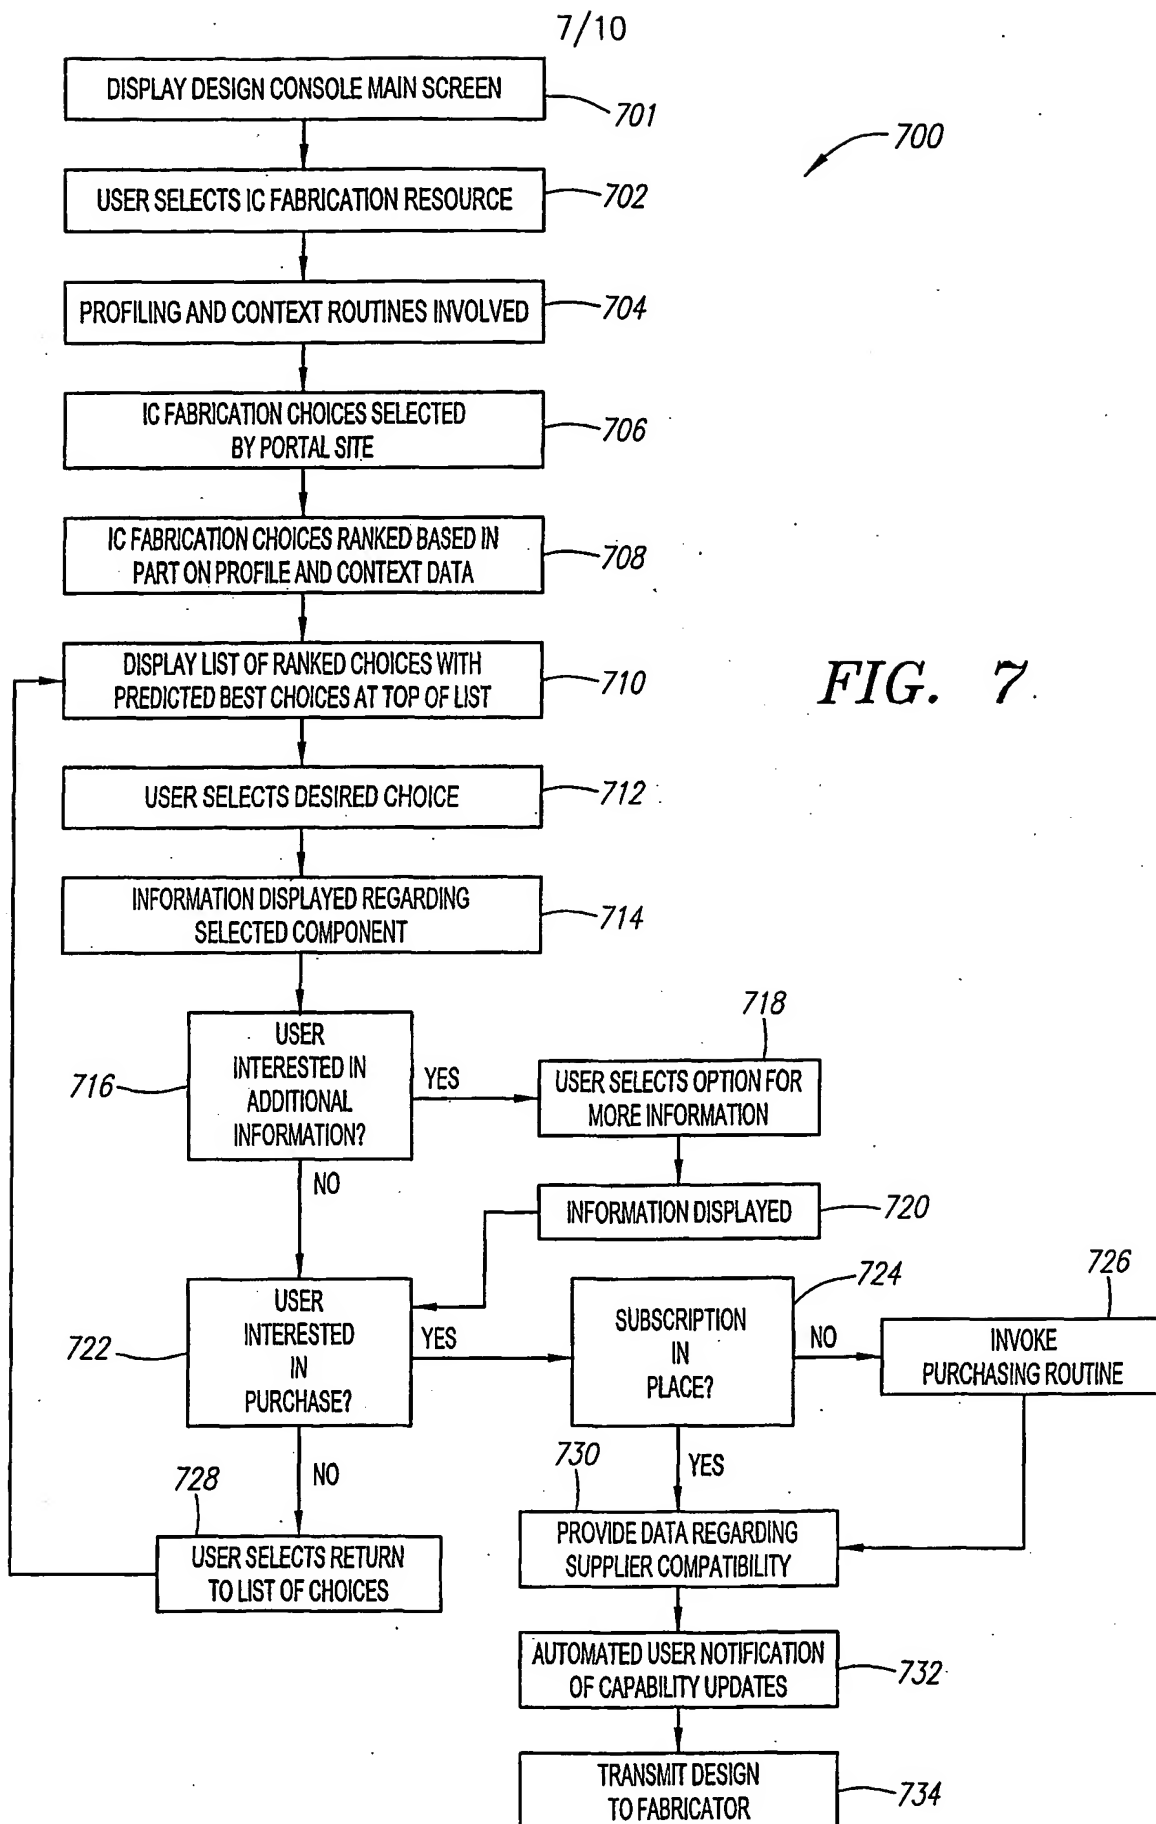 7/10
DISPLAY DESIGN CONSOLE MAIN SCREEN
701
700
USER SELECTS IC FABRICATION RESOURCE
702
PROFILING AND CONTEXT ROUTINES INVOLVED
704
IC FABRICATION CHOICES SELECTED
BY PORTAL SITE
706
IC FABRICATION CHOICES RANKED BASED IN
PART ON PROFILE AND CONTEXT DATA
708
DISPLAY LIST OF RANKED CHOICES WITH
PREDICTED BEST CHOICES AT TOP OF LIST
710
FIG. 7
USER SELECTS DESIRED CHOICE
712
INFORMATION DISPLAYED REGARDING
SELECTED COMPONENT
714
716
USER
INTERESTED IN
ADDITIONAL
INFORMATION?
YES
NO
718
USER SELECTS OPTION FOR
MORE INFORMATION
INFORMATION DISPLAYED
720
722
USER
INTERESTED
IN
PURCHASE?
YES
NO
724
SUBSCRIPTION
IN
PLACE?
NO
YES
726
INVOKE
PURCHASING ROUTINE
728
USER SELECTS RETURN
TO LIST OF CHOICES
730
PROVIDE DATA REGARDING
SUPPLIER COMPATIBILITY
AUTOMATED USER NOTIFICATION
OF CAPABILITY UPDATES
732
TRANSMIT DESIGN
TO FABRICATOR
734